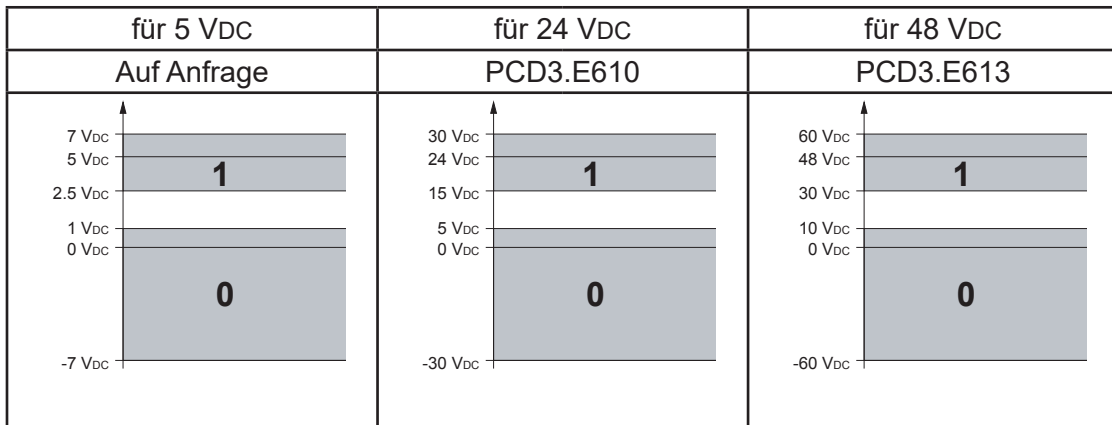 für 5 VDC
für 24 VDC
für 48 VDC
Auf Anfrage
PCD3.E610
PCD3.E613
7 VDC
5 VDC
2.5 VDC
1 VDC
0 VDC
-7 VDC
1
0
30 VDC
24 VDC
15 VDC
5 VDC
0 VDC
-30 VDC
1
0
60 VDC
48 VDC
30 VDC
10 VDC
0 VDC
-60 VDC
1
0